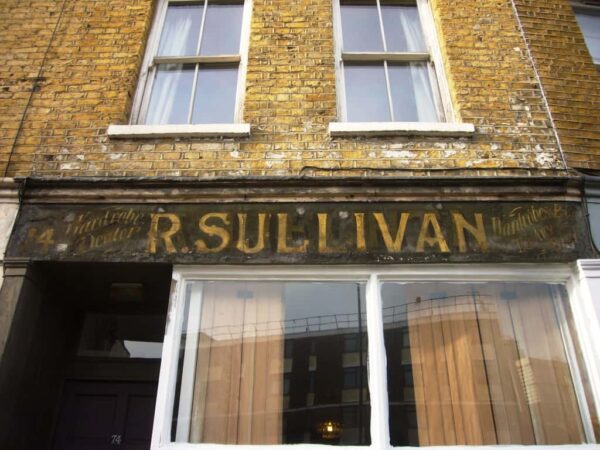 74
Wardrobe
Dealer
R. SULLIVAN
74